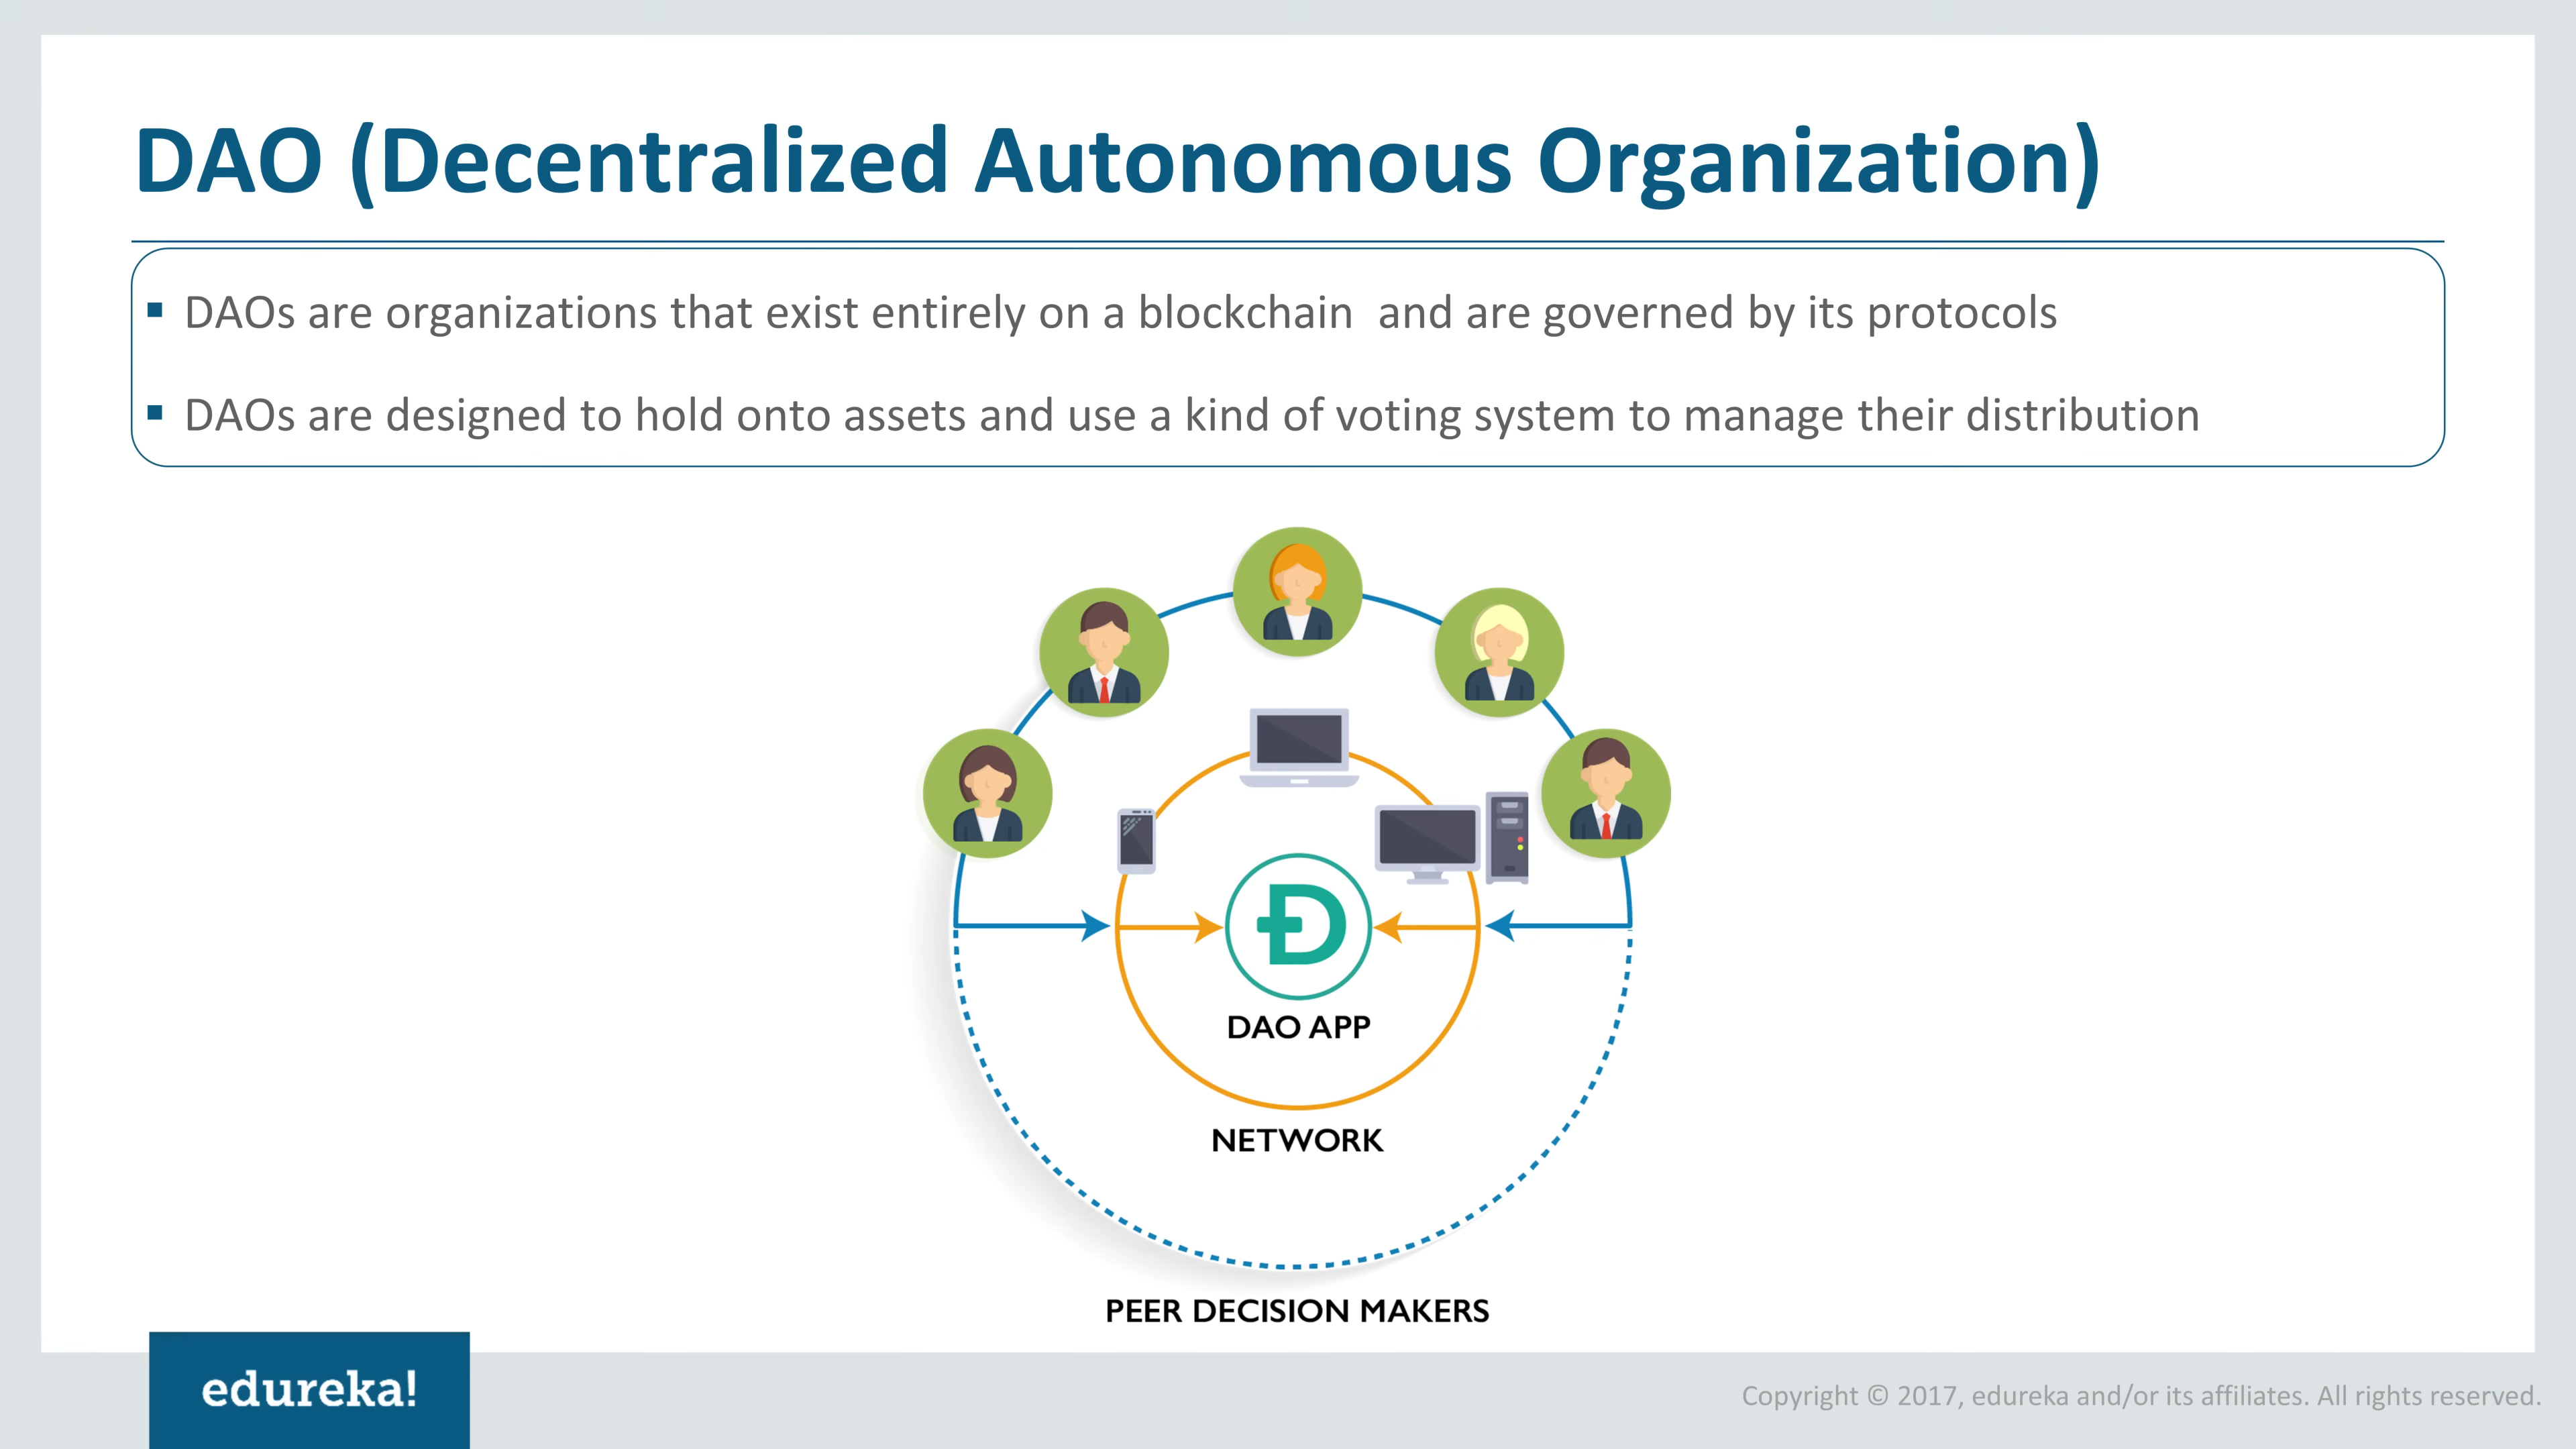 DAO (Decentralized Autonomous Organization)
▪ DAOs are organizations that exist entirely on a blockchain  and are governed by its protocols
▪ DAOs are designed to hold onto assets and use a kind of voting system to manage their distribution
DAO APP
NETWORK
PEER DECISION MAKERS
edureka!
Copyright © 2017, edureka and/or its affiliates. All rights reserved.